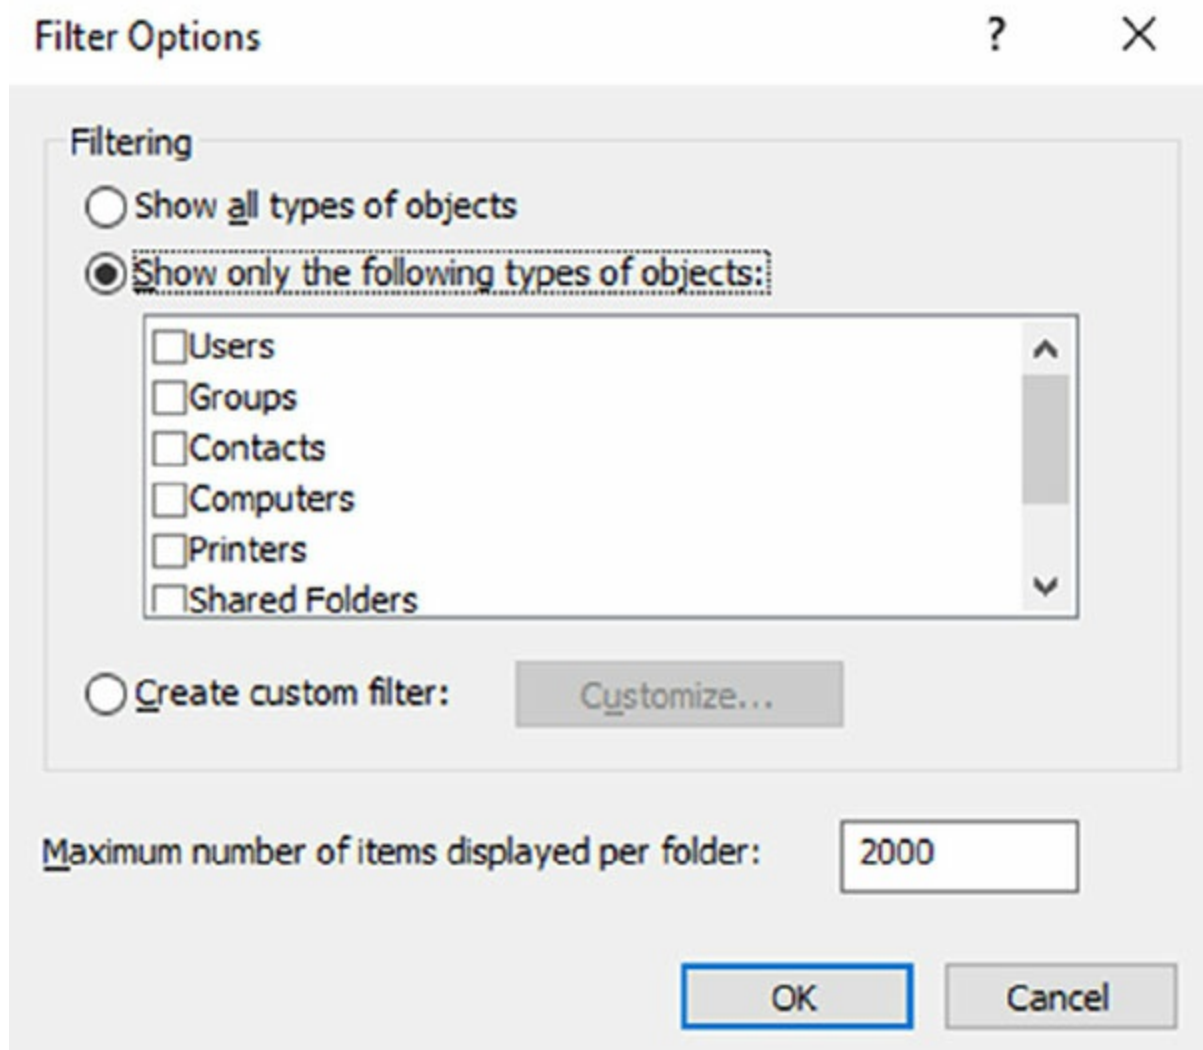 Filter Options ?
Filtering
Show all types of objects
Show only the following types of objects:
Users
Groups
Contacts
Computers
Printers
Shared Folders
Create custom filter: Customize...
Maximum number of items displayed per folder: 2000
OK Cancel